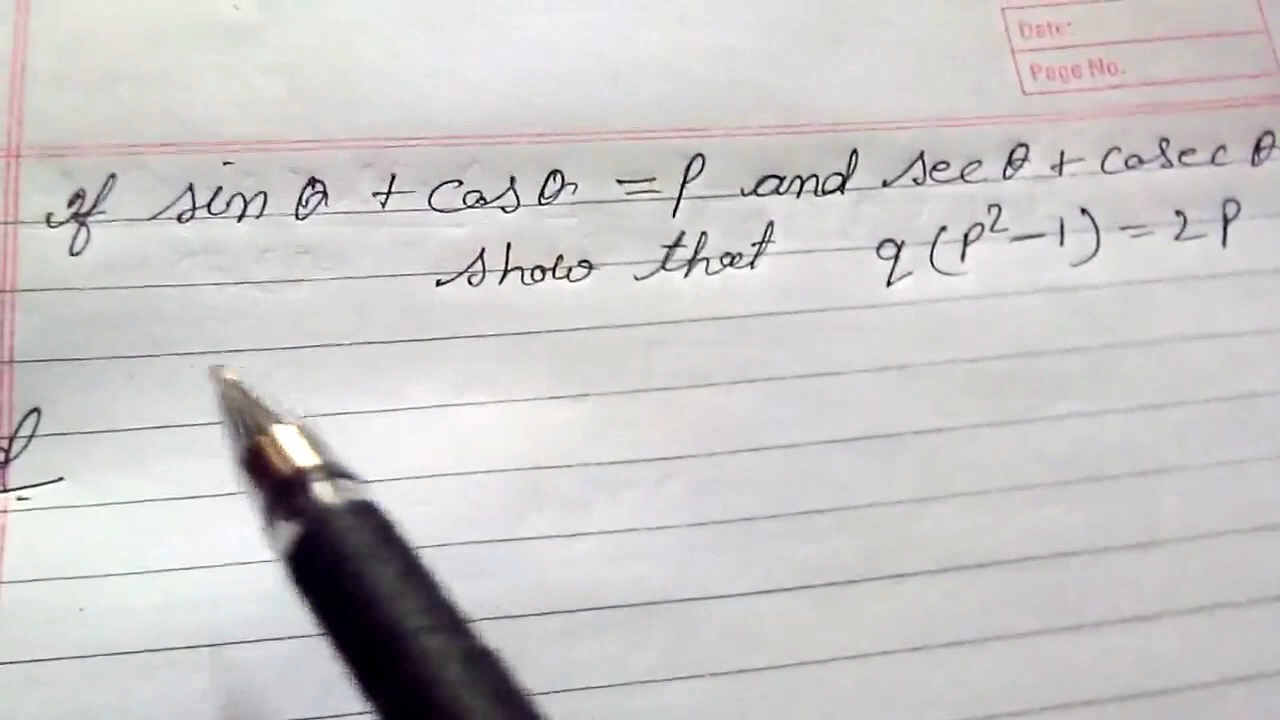 Date:
Page No.
If sin θ + cos θ = P and sec θ + cosec θ
show that q(p²-1) = 2P